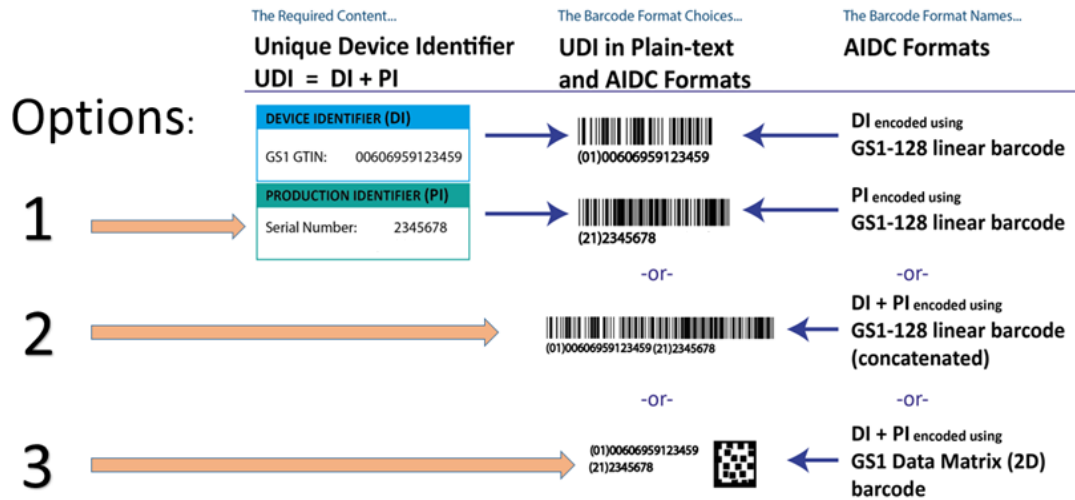 The Required Content...
The Barcode Format Choices...
The Barcode Format Names...
Unique Device Identifier
UDI = DI + PI
UDI in Plain-text
and AIDC Formats
AIDC Formats
Options:
DEVICE IDENTIFIER (DI)
GS1 GTIN: 00606959123459
(01)00606959123459
DI encoded using
GS1-128 linear barcode
1
PRODUCTION IDENTIFIER (PI)
Serial Number: 2345678
(21)2345678
PI encoded using
GS1-128 linear barcode
-or-
-or-
2
(01)00606959123459 (21)2345678
DI + PI encoded using
GS1-128 linear barcode
(concatenated)
-or-
-or-
3
(01)00606959123459
(21)2345678
DI + PI encoded using
GS1 Data Matrix (2D)
barcode